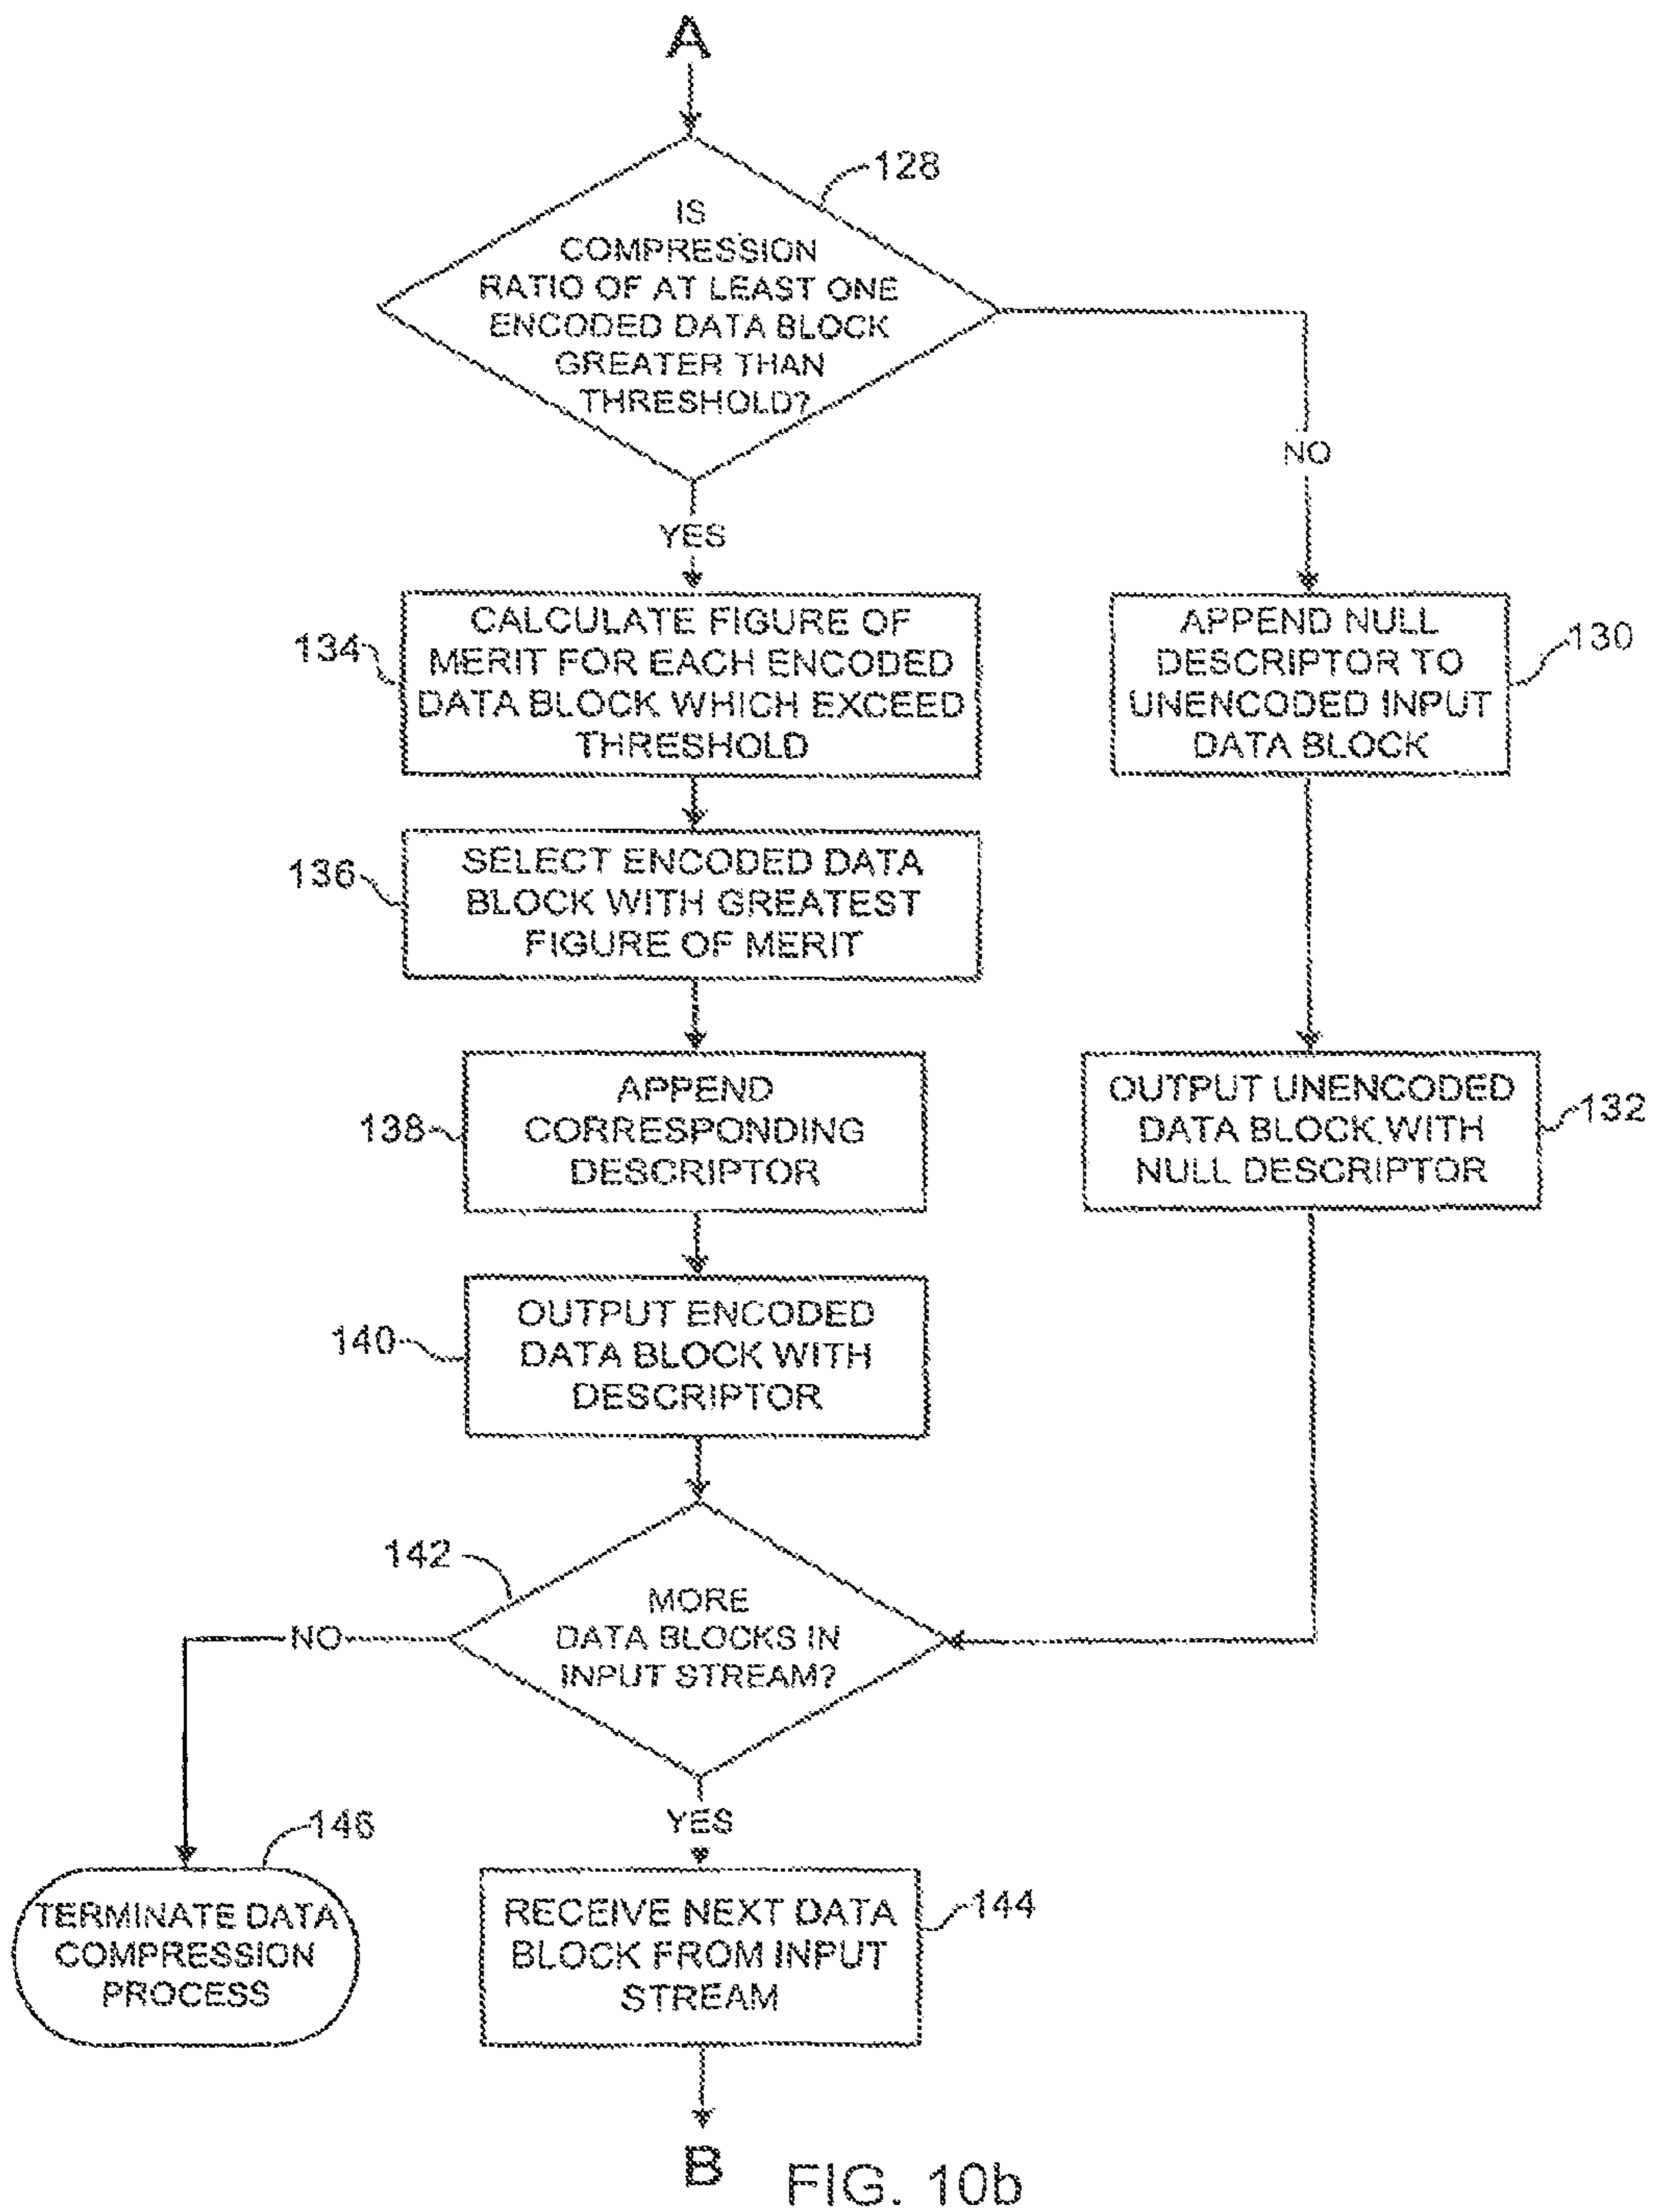 A
128
IS
COMPRESSION
RATIO OF AT LEAST ONE
ENCODED DATA BLOCK
GREATER THAN
THRESHOLD?
NO
YES
134
CALCULATE FIGURE OF
MERIT FOR EACH ENCODED
DATA BLOCK WHICH EXCEED
THRESHOLD
APPEND NULL
DESCRIPTOR TO
UNENCODED INPUT
DATA BLOCK
130
136
SELECT ENCODED DATA
BLOCK WITH GREATEST
FIGURE OF MERIT
138
APPEND
CORRESPONDING
DESCRIPTOR
OUTPUT UNENCODED
DATA BLOCK WITH
NULL DESCRIPTOR
132
140
OUTPUT ENCODED
DATA BLOCK WITH
DESCRIPTOR
142
MORE
DATA BLOCKS IN
INPUT STREAM?
NO
YES
146
TERMINATE DATA
COMPRESSION
PROCESS
RECEIVE NEXT DATA
BLOCK FROM INPUT
STREAM
144
B
FIG. 10b